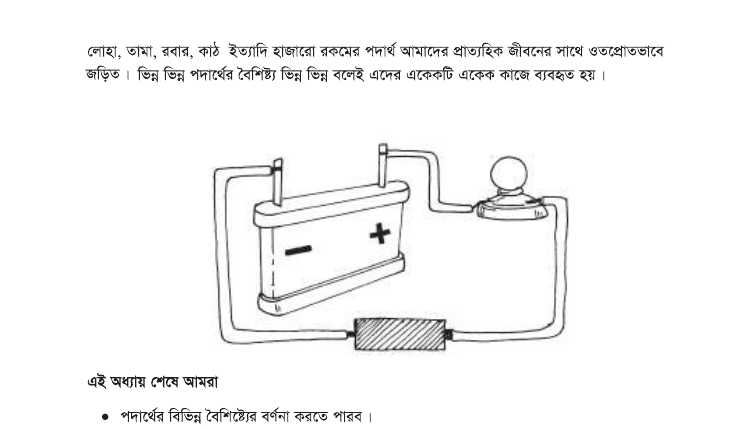 লোহা, তামা, রবার, কাঠ ইত্যাদি হাজারো রকমের পদার্থ আমাদের প্রাত্যহিক জীবনের সাথে ওতপ্রোতভাবে
জড়িত। ভিন্ন ভিন্ন পদার্থের বৈশিষ্ট্য ভিন্ন ভিন্ন বলেই এদের একেকটি একেক কাজে ব্যবহৃত হয়।
− +
এই অধ্যায় শেষে আমরা
• পদার্থের বিভিন্ন বৈশিষ্ট্যের বর্ণনা করতে পারব।